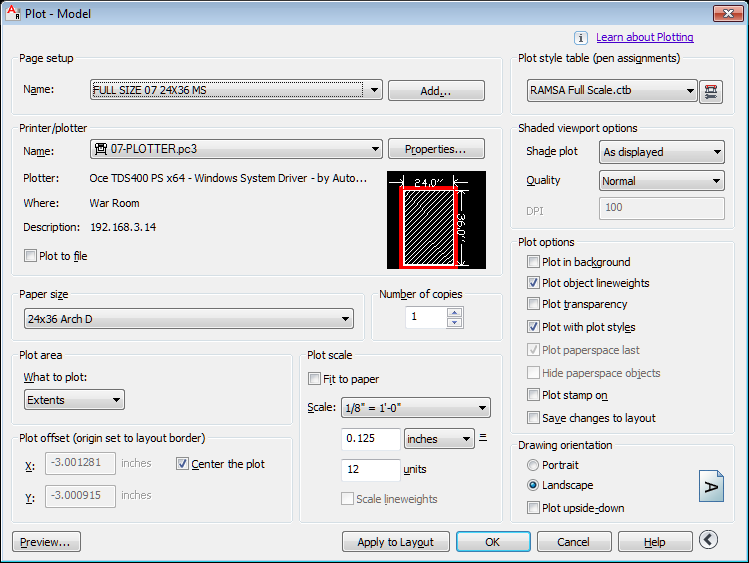 Plot - Model
Learn about Plotting
Page setup
Name:
FULL SIZE 07 24X36 MS
Add...
Plot style table (pen assignments)
RAMSA Full Scale.ctb
Printer/plotter
Name:
07-PLOTTER.pc3
Properties...
Plotter:
Oce TDS400 PS x64 - Windows System Driver - by Auto...
Where:
War Room
Description:
192.168.3.14
Plot to file
24.0''
36.0''
Shaded viewport options
Shade plot
As displayed
Quality
Normal
DPI
100
Paper size
24x36 Arch D
Number of copies
1
Plot options
Plot in background
Plot object lineweights
Plot transparency
Plot with plot styles
Plot paperspace last
Hide paperspace objects
Plot stamp on
Save changes to layout
Plot area
What to plot:
Extents
Plot scale
Fit to paper
Scale:
1/8" = 1'-0"
0.125
inches
=
12
units
Scale lineweights
Plot offset (origin set to layout border)
X:
-3.001281
inches
Center the plot
Y:
-3.000915
inches
Drawing orientation
Portrait
Landscape
Plot upside-down
A
Preview...
Apply to Layout
OK
Cancel
Help